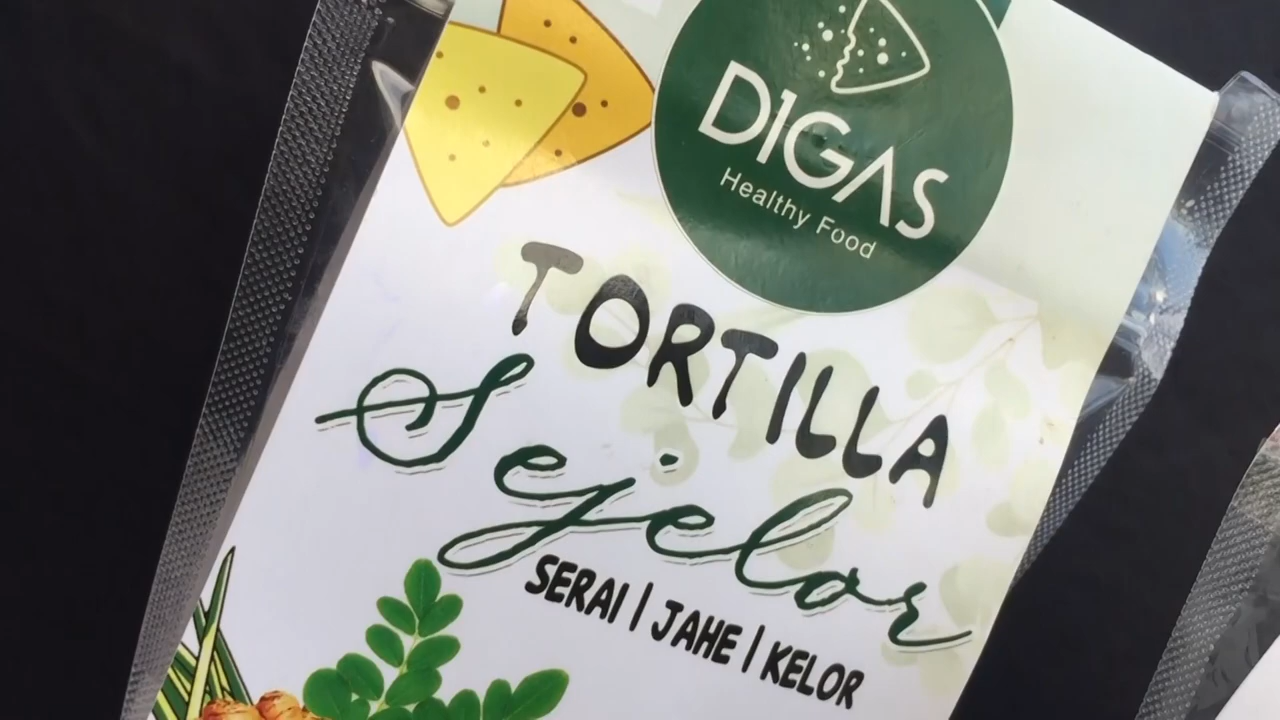 DIGAS
Healthy Food
TORTILLA
Sejelor
SERAI | JAHE | KELOR